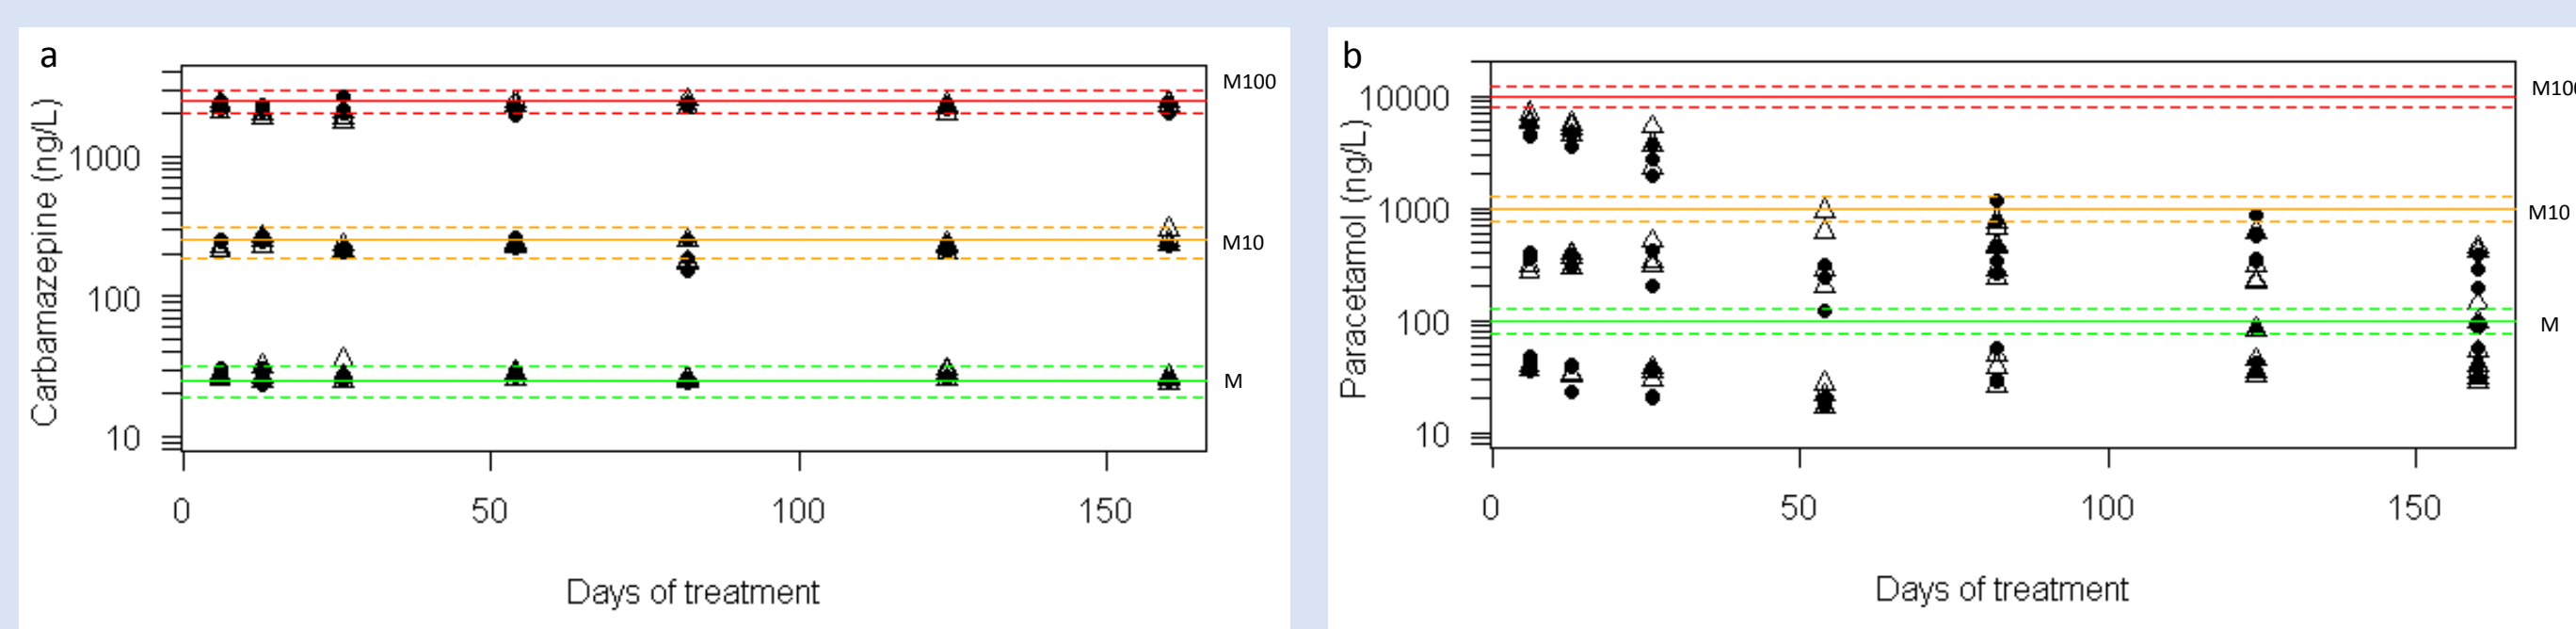 a
Carbamazepine (ng/L)
1000
100
10
0 50 100 150
Days of treatment
M100
M10
M
b
Paracetamol (ng/L)
10000
1000
100
10
0 50 100 150
Days of treatment
M10
M